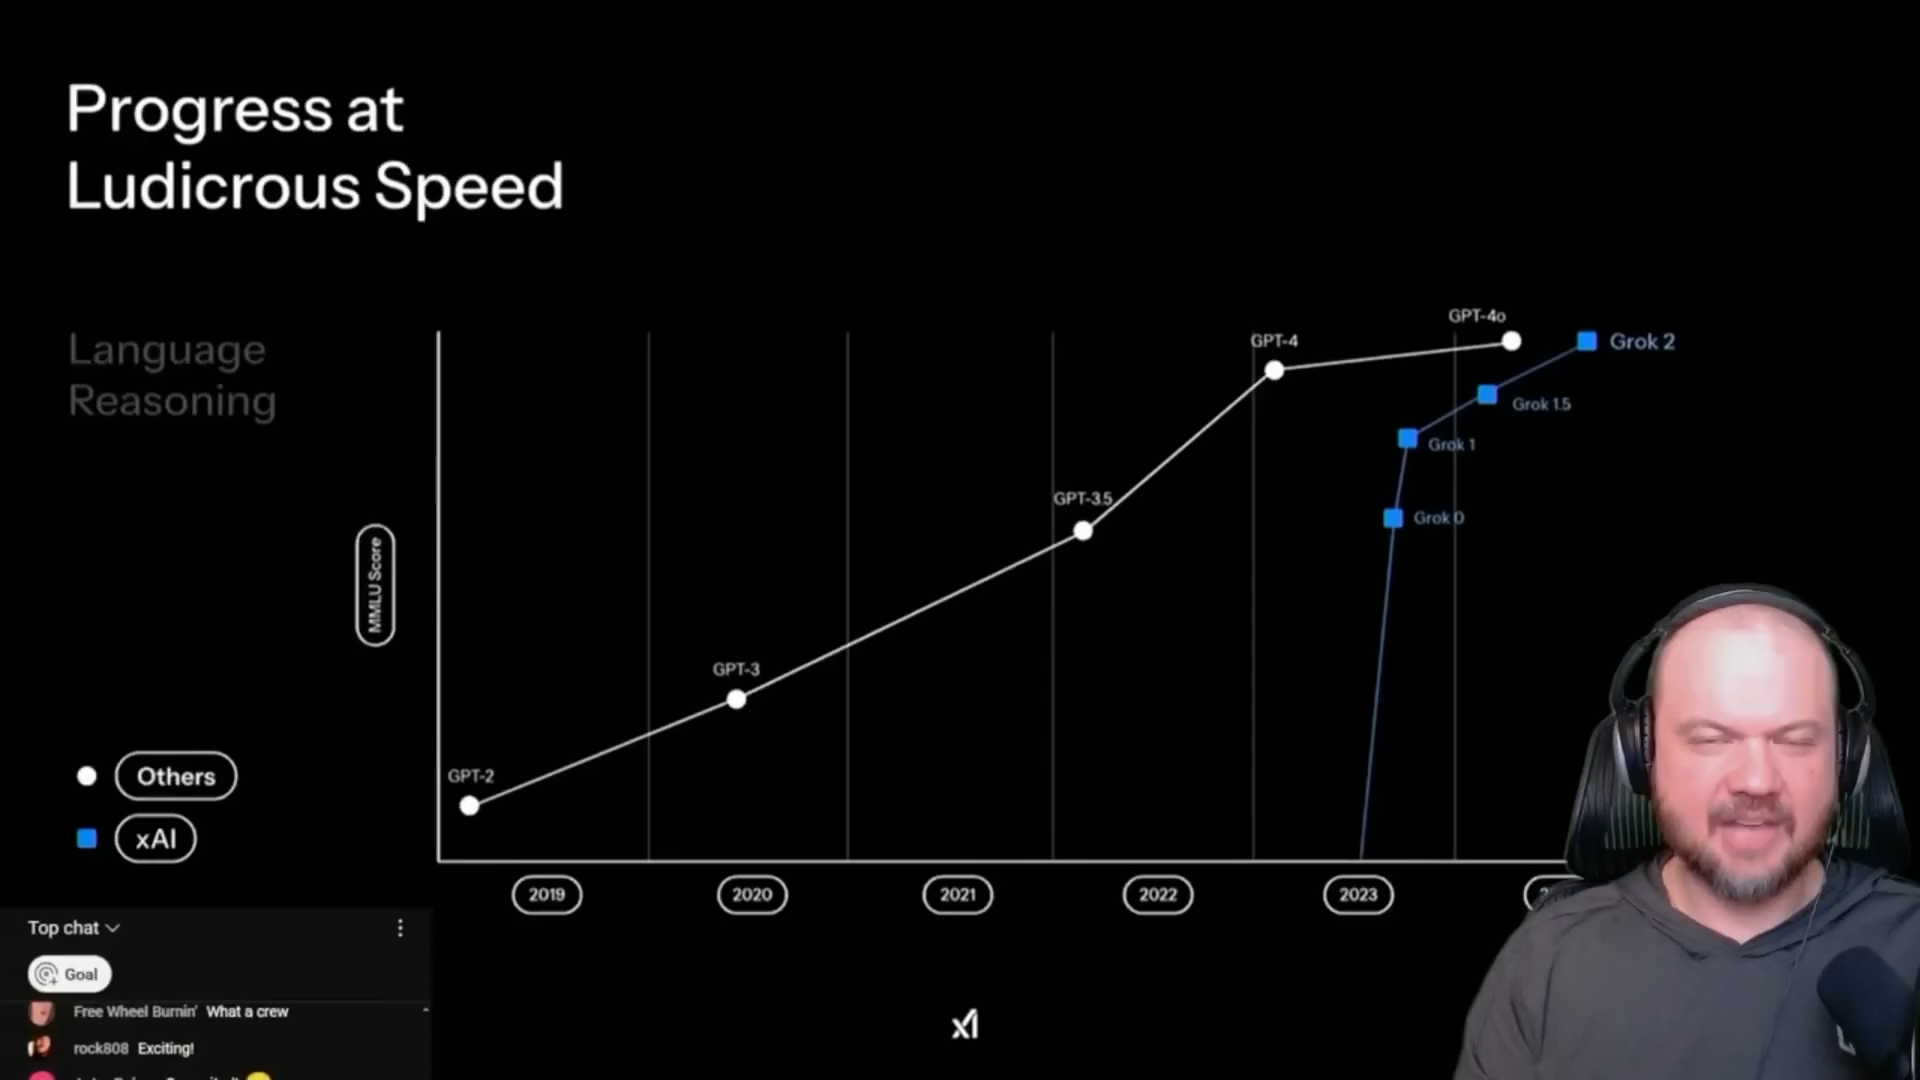 Progress at
Ludicrous Speed
Language
Reasoning
MMLU Score
GPT-2
GPT-3
GPT-3.5
GPT-4
GPT-4o
Grok 2
Grok 1.5
Grok 1
Grok 0
Others
xAI
2019
2020
2021
2022
2023
Top chat
Goal
Free Wheel Burnin' What a crew
rock808 Exciting!
xI